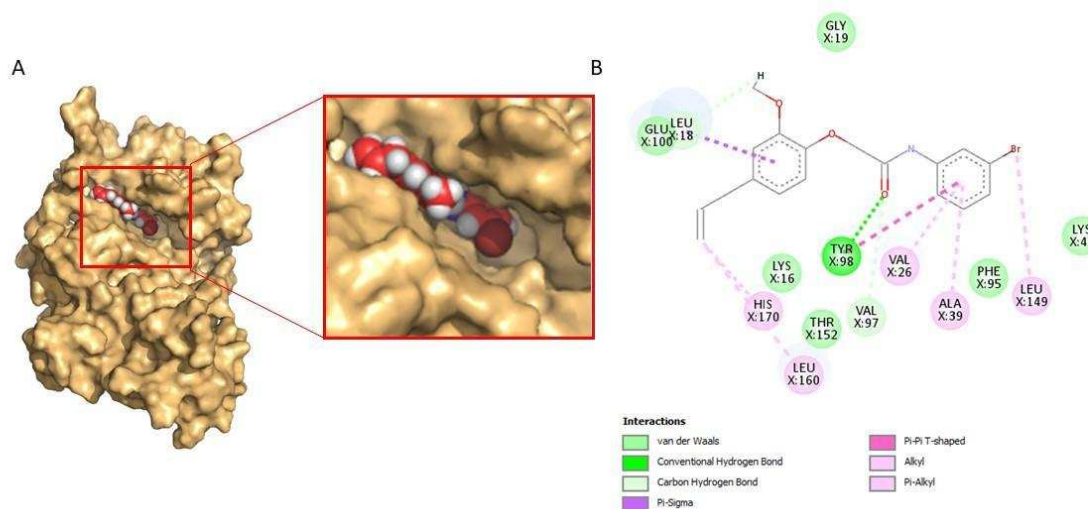 A
B
GLY
X:19
H
O
GLU
X:100
LEU
X:18
O
N
Br
O
TYR
X:98
LYS
X:4
LYS
X:16
VAL
X:26
PHE
X:95
HIS
X:170
VAL
X:97
ALA
X:39
LEU
X:149
THR
X:152
LEU
X:160
Interactions
van der Waals
Conventional Hydrogen Bond
Carbon Hydrogen Bond
Pi-Sigma
Pi-Pi T-shaped
Alkyl
Pi-Alkyl